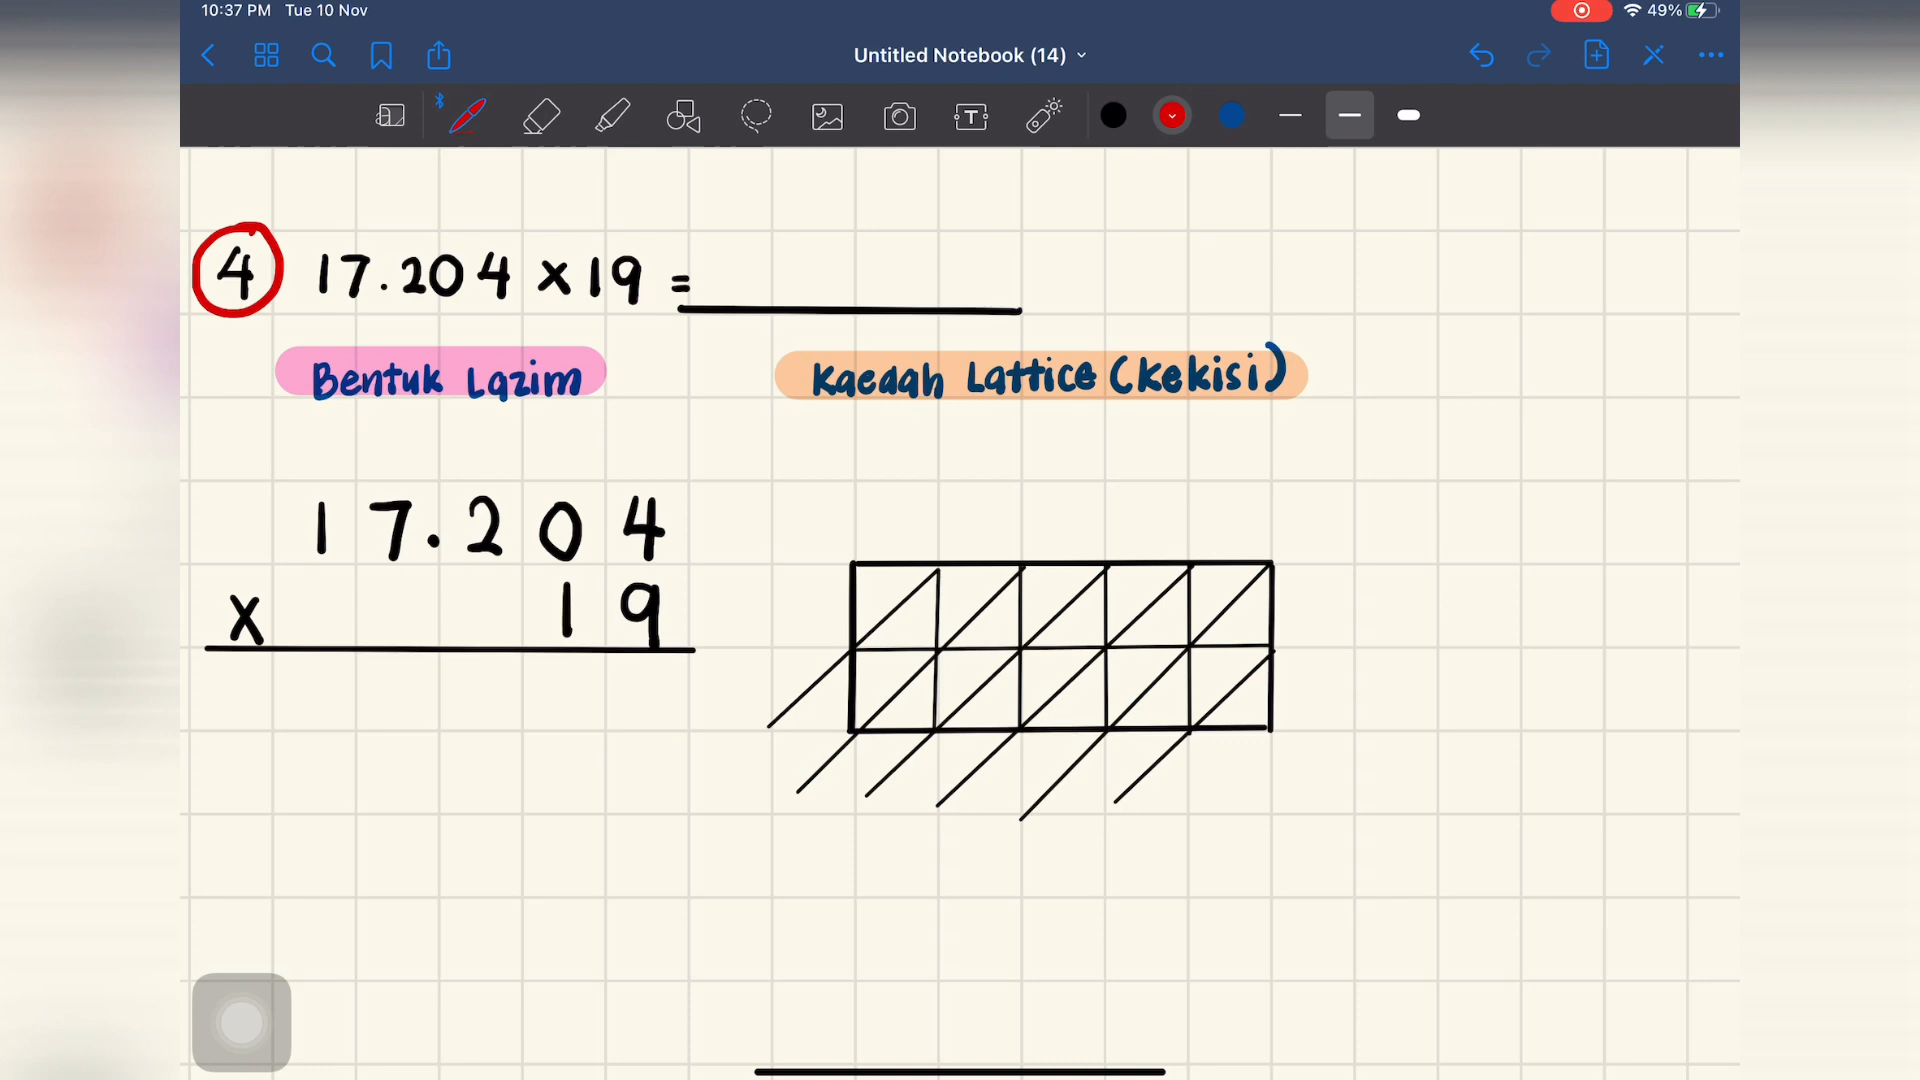 10:37 PM Tue 10 Nov
49%
Untitled Notebook (14)
T
4 17.204 x 19 =
Bentuk Lazim
Kaedah Lattice (Kekisi)
17.204
x 19